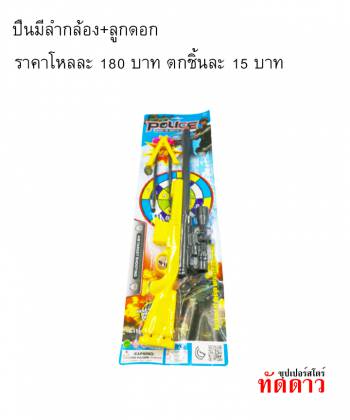 ปืนมีลำกล้อง+ลูกดอก
ราคาโหลละ 180 บาท ตกชิ้นละ 15 บาท
POLICE
WARNING
ซุปเปอร์สโตร์
ทัดดาว